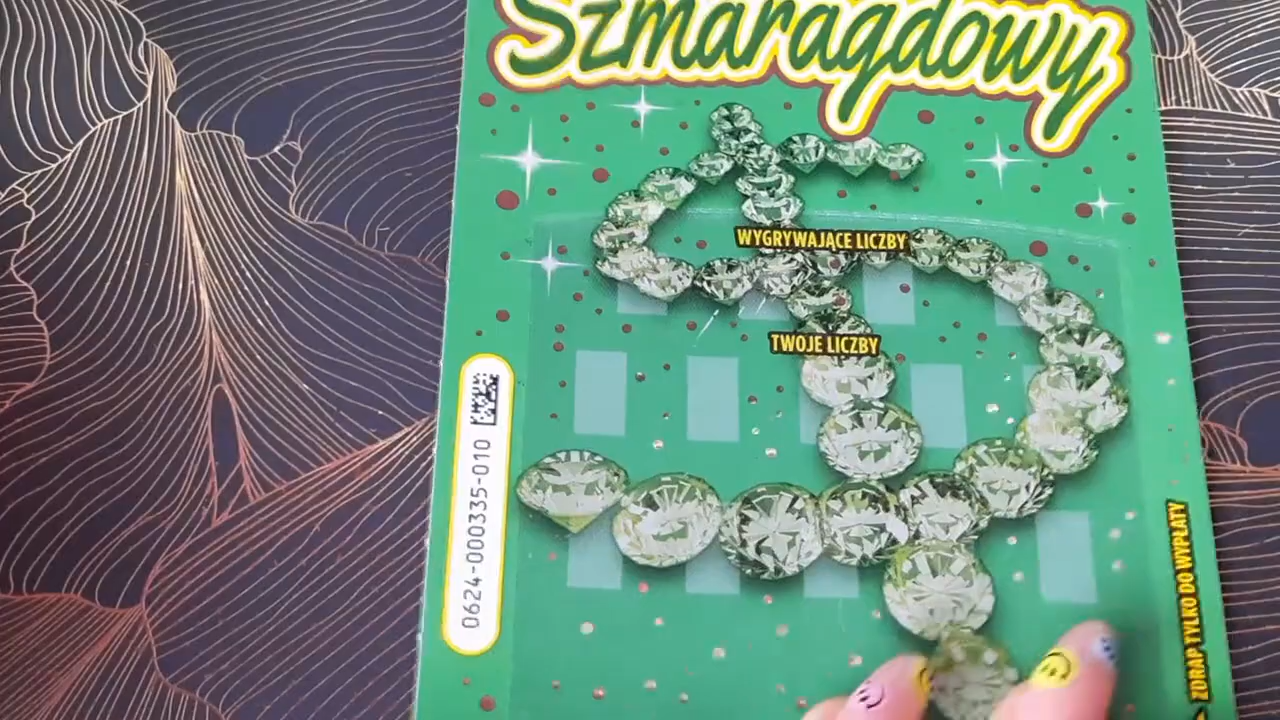 Szmaragdowy
WYGRYWAJĄCE LICZBY
TWOJE LICZBY
0624-000335-010
ZDRAP TYLKO DO WYPŁATY